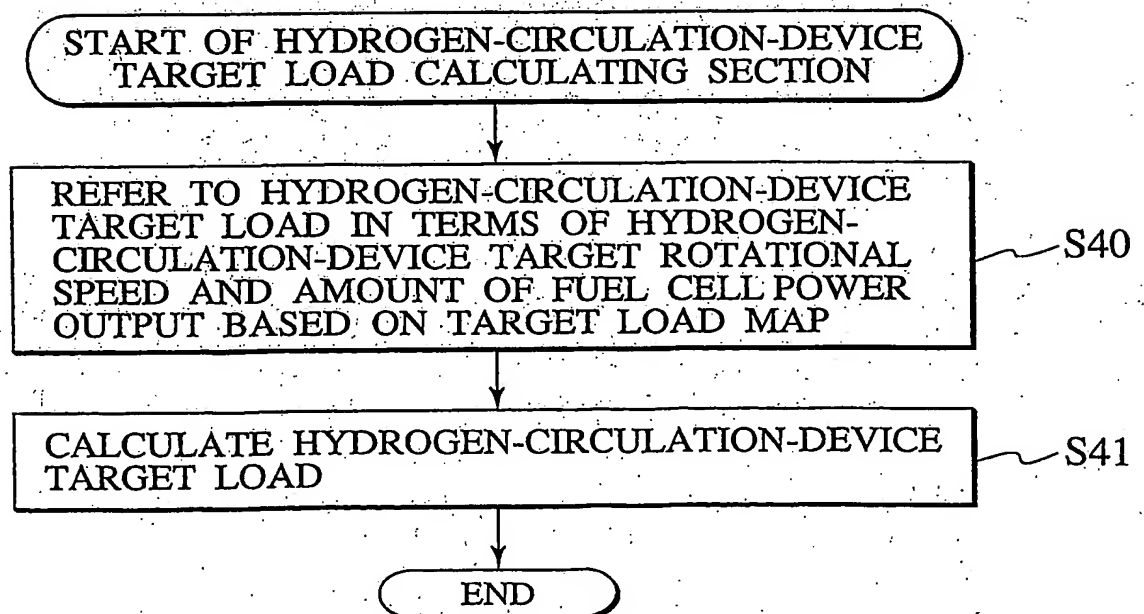 START OF HYDROGEN-CIRCULATION-DEVICE
TARGET LOAD CALCULATING SECTION
REFER TO HYDROGEN-CIRCULATION-DEVICE
TARGET LOAD IN TERMS OF HYDROGEN-
CIRCULATION-DEVICE TARGET ROTATIONAL
SPEED AND AMOUNT OF FUEL CELL POWER
OUTPUT BASED ON TARGET LOAD MAP
S40
CALCULATE HYDROGEN-CIRCULATION-DEVICE
TARGET LOAD
S41
END